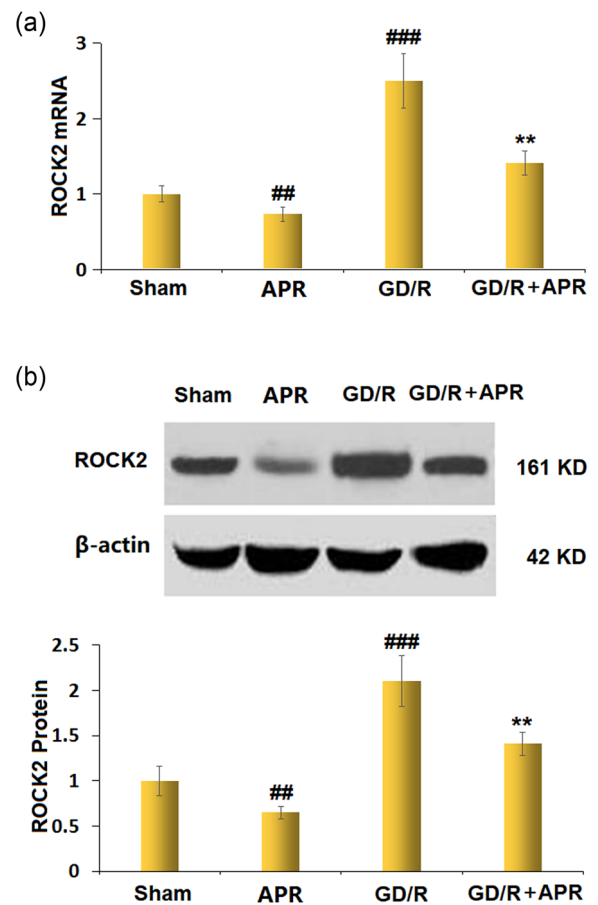 (a)
ROCK2 mRNA
3
2
1
0
##
###
**
Sham APR GD/R GD/R+APR
(b)
Sham APR GD/R GD/R+APR
ROCK2 161 KD
β-actin 42 KD
ROCK2 Protein
2.5
2
1.5
1
0.5
0
##
###
**
Sham APR GD/R GD/R+APR